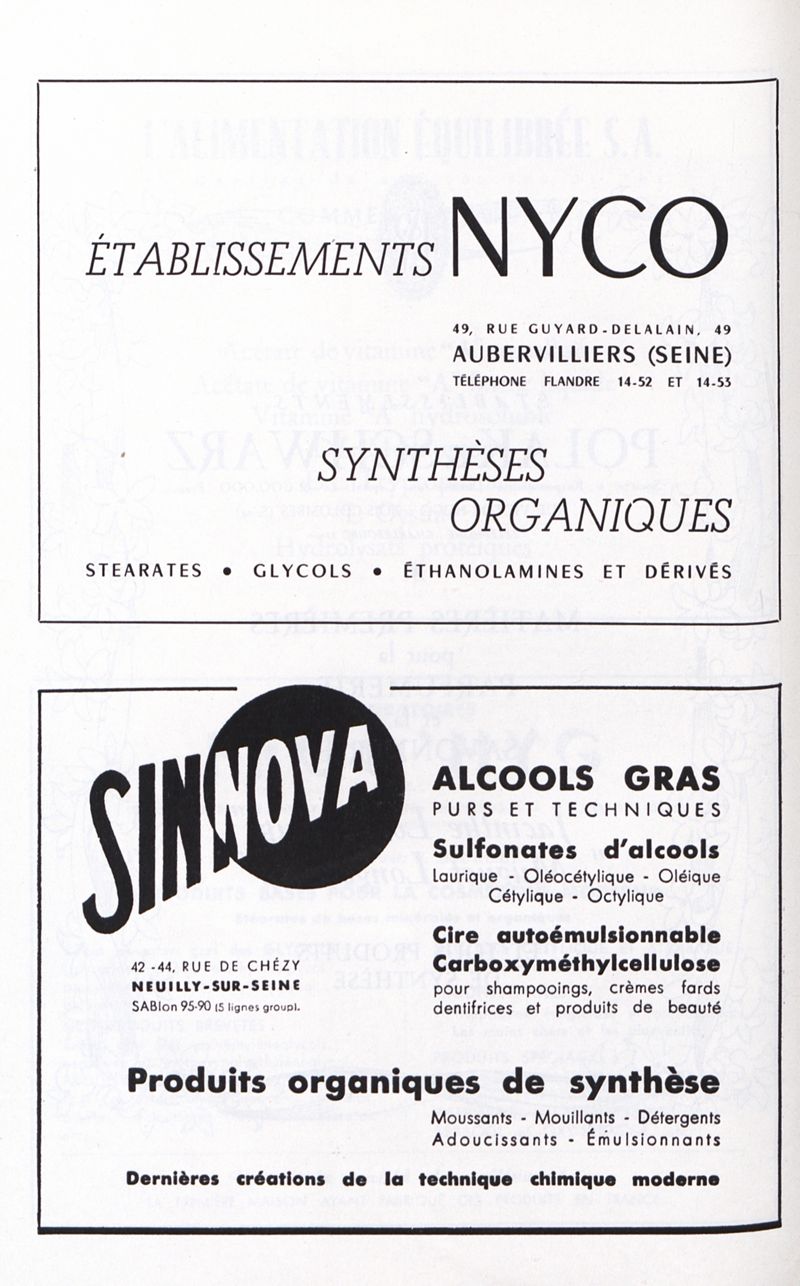 ÉTABLISSEMENTS NYCO
49, RUE GUYARD-DELALAIN, 49
AUBERVILLIERS (SEINE)
TÉLÉPHONE FLANDRE 14-52 ET 14-53
SYNTHÈSES
ORGANIQUES
STEARATES • GLYCOLS • ÉTHANOLAMINES ET DÉRIVÉS
SINNOVA
ALCOOLS GRAS
PURS ET TECHNIQUES
Sulfonates d'alcools
Laurique - Oléocétylique - Oléique
Cétylique - Octylique
Cire autoémulsionnable
Carboxyméthylcellulose
pour shampooings, crèmes fards
dentifrices et produits de beauté
42-44, RUE DE CHÉZY
NEUILLY-SUR-SEINE
SABlon 95-90 (5 lignes group).
Produits organiques de synthèse
Moussants - Mouillants - Détergents
Adoucissants - Émulsionnants
Dernières créations de la technique chimique moderne